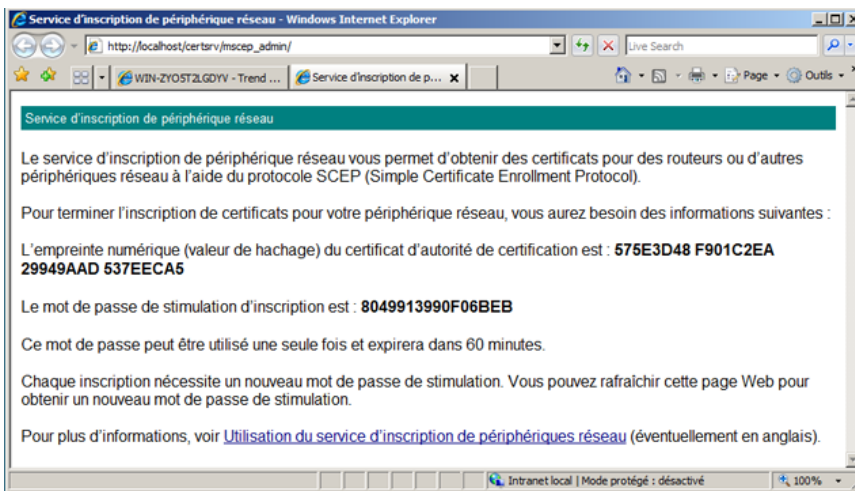 Service d'inscription de périphérique réseau - Windows Internet Explorer
http://localhost/certsrv/mscep_admin/
Live Search
WIN-ZYO5T2LGDYV - Trend ...
Service d'inscription de p...
Page
Outils
Service d'inscription de périphérique réseau
Le service d'inscription de périphérique réseau vous permet d'obtenir des certificats pour des routeurs ou d'autres
périphériques réseau à l'aide du protocole SCEP (Simple Certificate Enrollment Protocol).
Pour terminer l'inscription de certificats pour votre périphérique réseau, vous aurez besoin des informations suivantes :
L'empreinte numérique (valeur de hachage) du certificat d'autorité de certification est : 575E3D48 F901C2EA
29949AAD 537EECA5
Le mot de passe de stimulation d'inscription est : 8049913990F06BEB
Ce mot de passe peut être utilisé une seule fois et expirera dans 60 minutes.
Chaque inscription nécessite un nouveau mot de passe de stimulation. Vous pouvez rafraîchir cette page Web pour
obtenir un nouveau mot de passe de stimulation.
Pour plus d'informations, voir Utilisation du service d'inscription de périphériques réseau (éventuellement en anglais).
Intranet local | Mode protégé : désactivé
100%